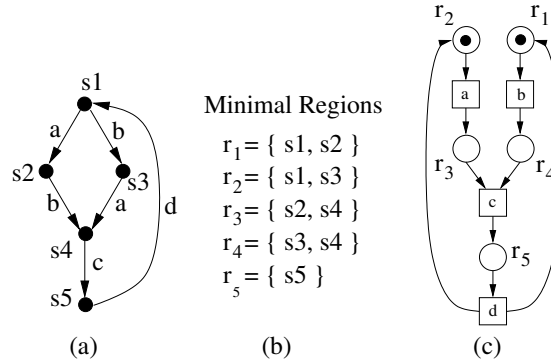 s1
a
b
s2
s3
b
a
d
s4
c
s5
(a)
Minimal Regions
r1 = { s1, s2 }
r2 = { s1, s3 }
r3 = { s2, s4 }
r4 = { s3, s4 }
r5 = { s5 }
(b)
r2
r1
a
b
r3
r4
c
r5
d
(c)